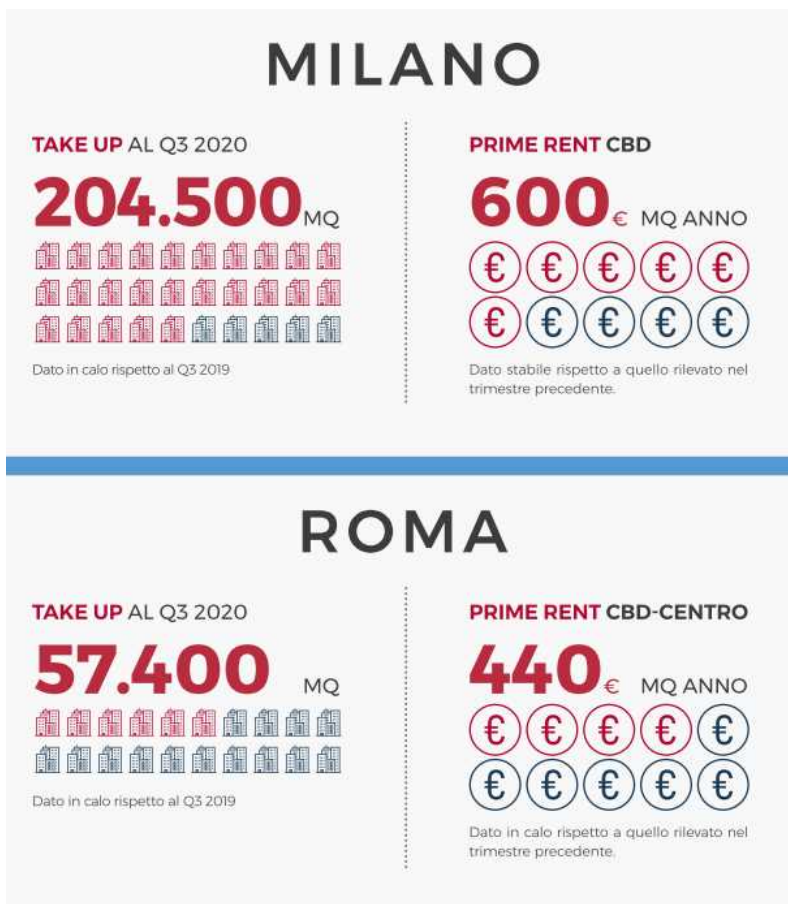 MILANO
TAKE UP AL Q3 2020
204.500 MQ
Dato in calo rispetto al Q3 2019
PRIME RENT CBD
600 € MQ ANNO
€ € € € €
€ € € € €
Dato stabile rispetto a quello rilevato nel
trimestre precedente.
ROMA
TAKE UP AL Q3 2020
57.400 MQ
Dato in calo rispetto al Q3 2019
PRIME RENT CBD-CENTRO
440 € MQ ANNO
€ € € € €
€ € € € €
Dato in calo rispetto a quello rilevato nel
trimestre precedente.